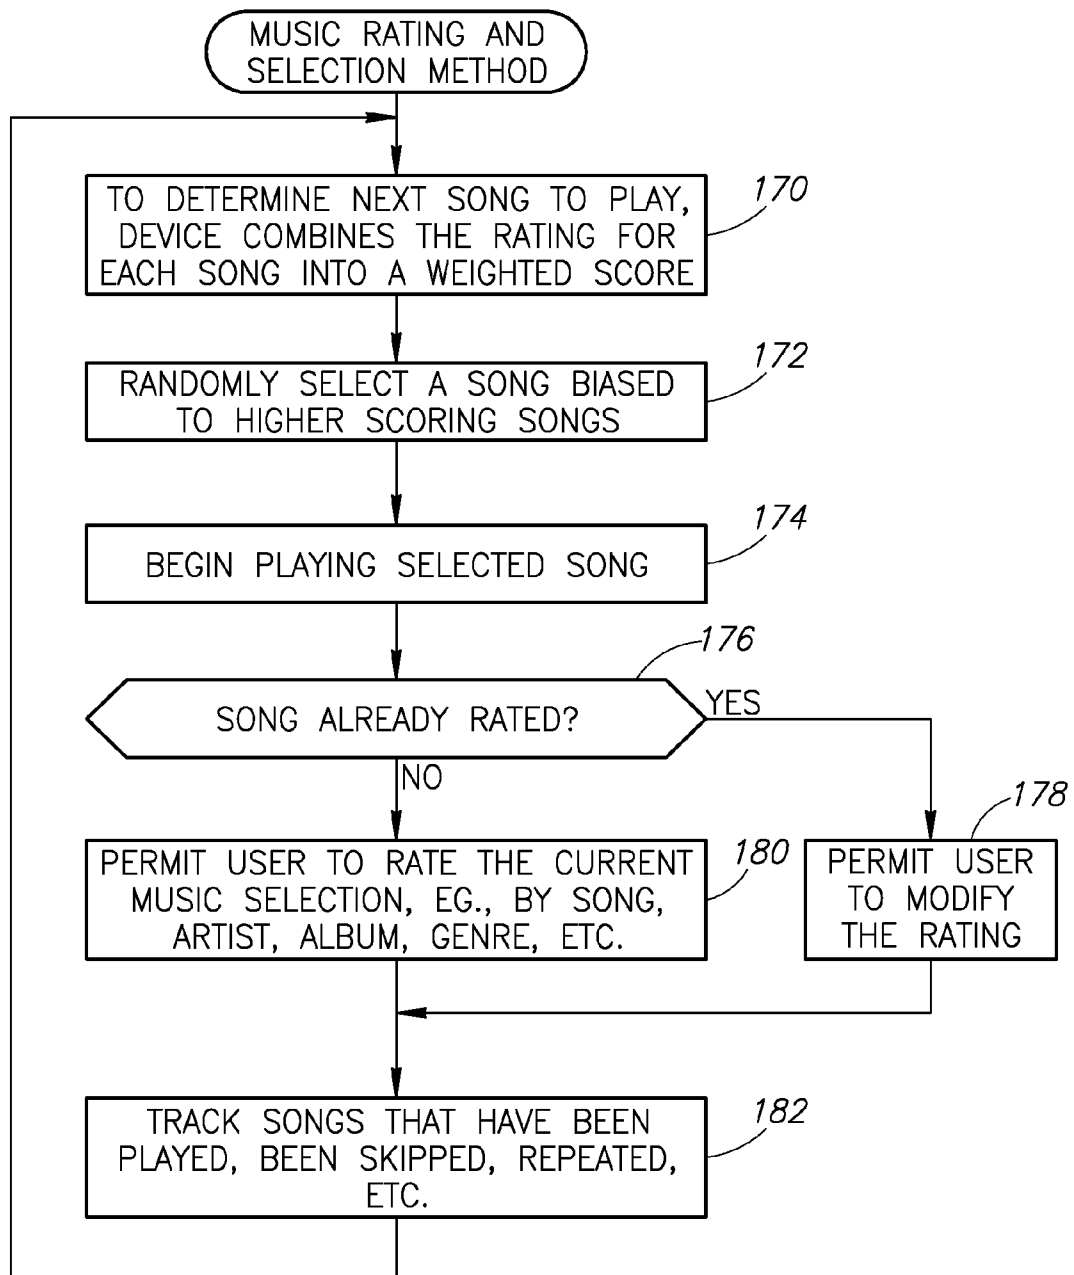 MUSIC RATING AND
SELECTION METHOD
TO DETERMINE NEXT SONG TO PLAY,
DEVICE COMBINES THE RATING FOR
EACH SONG INTO A WEIGHTED SCORE
170
RANDOMLY SELECT A SONG BIASED
TO HIGHER SCORING SONGS
172
BEGIN PLAYING SELECTED SONG
174
176
SONG ALREADY RATED?
YES
NO
178
PERMIT USER TO RATE THE CURRENT
MUSIC SELECTION, EG., BY SONG,
ARTIST, ALBUM, GENRE, ETC.
180
PERMIT USER
TO MODIFY
THE RATING
TRACK SONGS THAT HAVE BEEN
PLAYED, BEEN SKIPPED, REPEATED,
ETC.
182